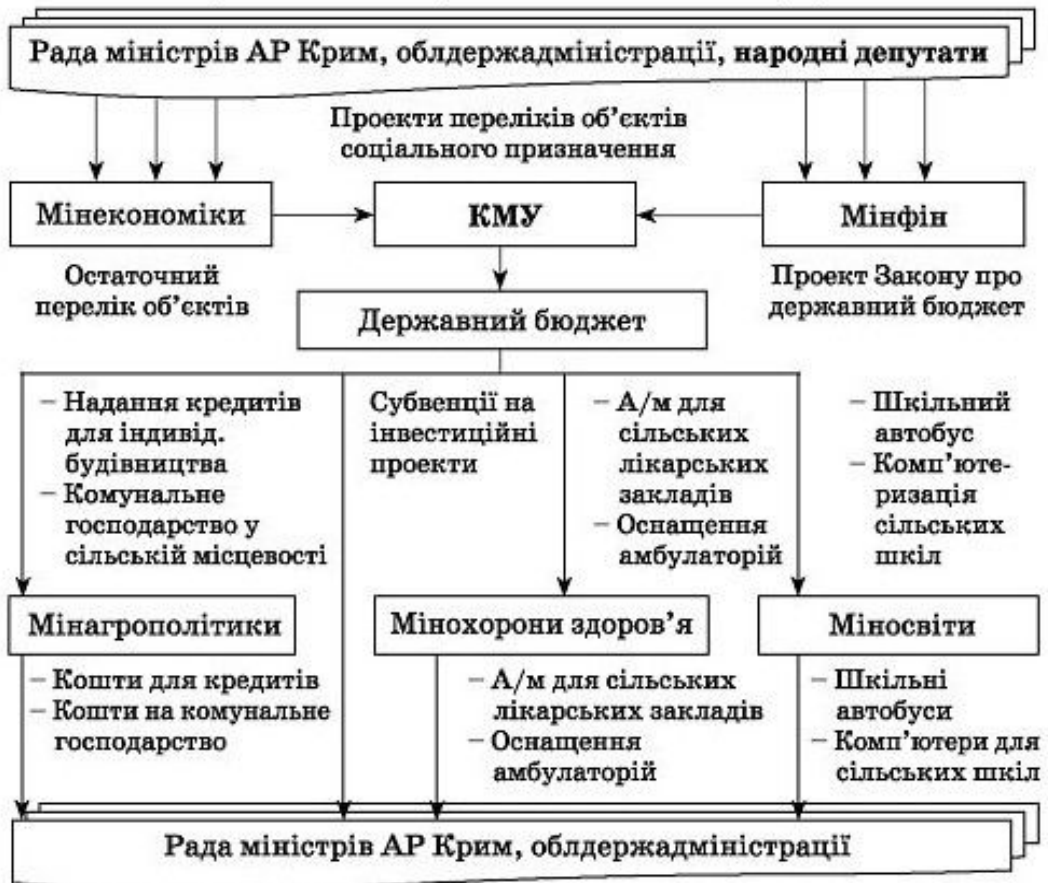 Рада міністрів АР Крим, облдержадміністрації, народні депутати
Проекти переліків об’єктів
соціального призначення
Мінекономіки
КМУ
Мінфін
Остаточний
перелік об’єктів
Проект Закону про
державний бюджет
Державний бюджет
– Надання кредитів
для індивід.
будівництва
– Комунальне
господарство у
сільській місцевості
Субвенції на
інвестиційні
проекти
– А/м для
сільських
лікарських
закладів
– Оснащення
амбулаторій
– Шкільний
автобус
– Комп’юте-
ризація
сільських
шкіл
Мінагрополітики
Мінохорони здоров’я
Міносвіти
– Кошти для кредитів
– Кошти на комунальне
господарство
– А/м для сільських
лікарських закладів
– Оснащення
амбулаторій
– Шкільні
автобуси
– Комп’ютери для
сільських шкіл
Рада міністрів АР Крим, облдержадміністрації